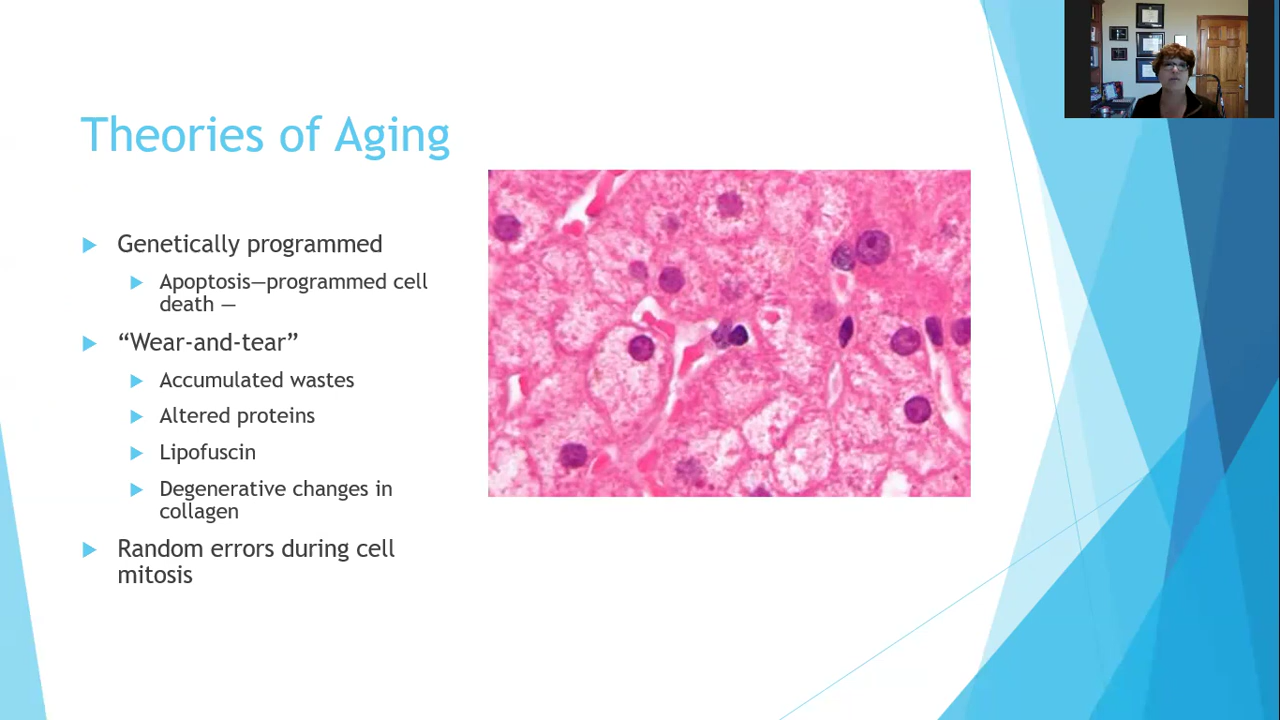 Theories of Aging
Genetically programmed
Apoptosis—programmed cell
death —
“Wear-and-tear”
Accumulated wastes
Altered proteins
Lipofuscin
Degenerative changes in
collagen
Random errors during cell
mitosis